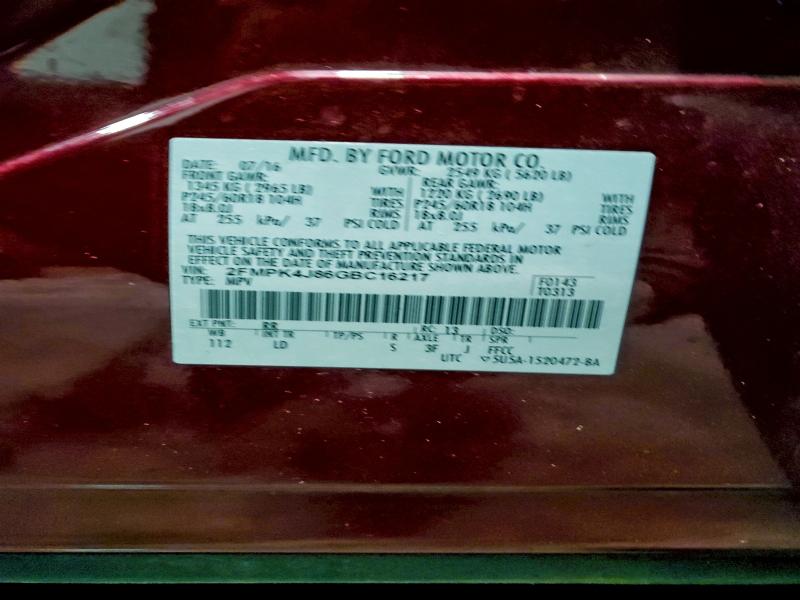 MFD. BY FORD MOTOR CO.
DATE: 07/16 GVWR: 2549 KG ( 5620 LB)
FRONT GAWR: REAR GAWR:
1345 KG ( 2965 LB) WITH 1220 KG ( 2690 LB) WITH
P245/60R18 104H TIRES P245/60R18 104H TIRES
18x8.0J RIMS 18x8.0J RIMS
AT 255 kPa/ 37 PSI COLD AT 255 kPa/ 37 PSI COLD
THIS VEHICLE CONFORMS TO ALL APPLICABLE FEDERAL MOTOR
VEHICLE SAFETY AND THEFT PREVENTION STANDARDS IN
EFFECT ON THE DATE OF MANUFACTURE SHOWN ABOVE.
VIN: 2FMPK4J86GBC16217 F0143
TYPE: MPV T0313
EXT PNT: RR RC: 13 DSO:
WB INT TR TP/PS R AXLE TR SPR
112 LD S 3F J FFCC
UTC 5U5A-1520472-BA